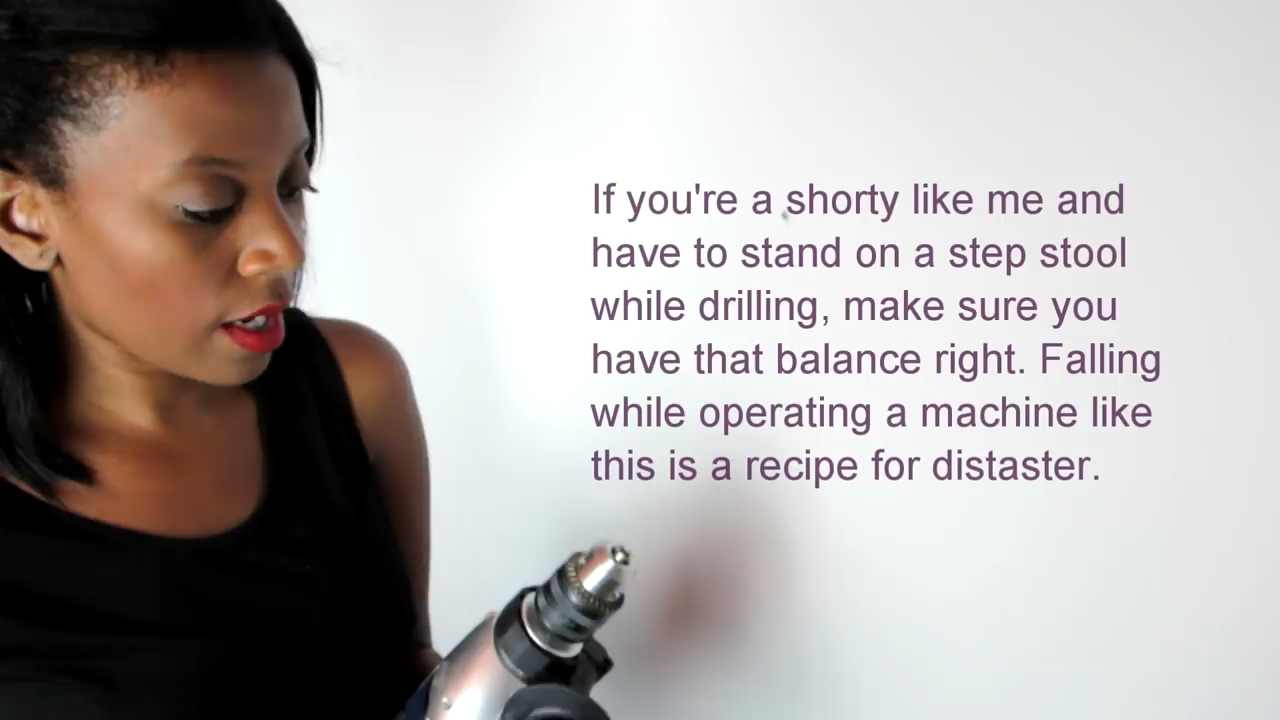 If you're a shorty like me and
have to stand on a step stool
while drilling, make sure you
have that balance right. Falling
while operating a machine like
this is a recipe for distaster.